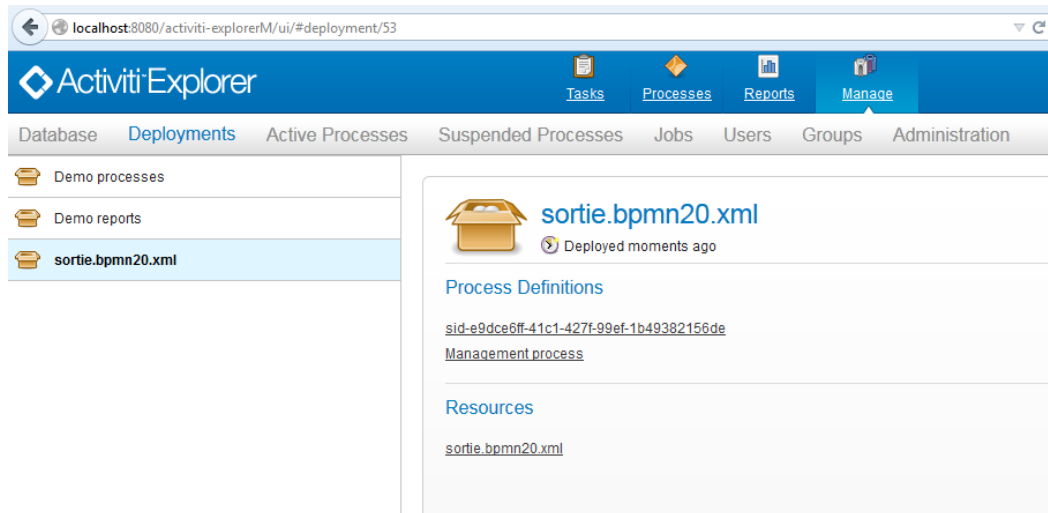 localhost:8080/activiti-explorerM/ui/#deployment/53
Activiti Explorer
Tasks Processes Reports Manage
Database Deployments Active Processes Suspended Processes Jobs Users Groups Administration
Demo processes
Demo reports
sortie.bpmn20.xml
sortie.bpmn20.xml
Deployed moments ago
Process Definitions
sid-e9dce6ff-41c1-427f-99ef-1b49382156de
Management process
Resources
sortie.bpmn20.xml